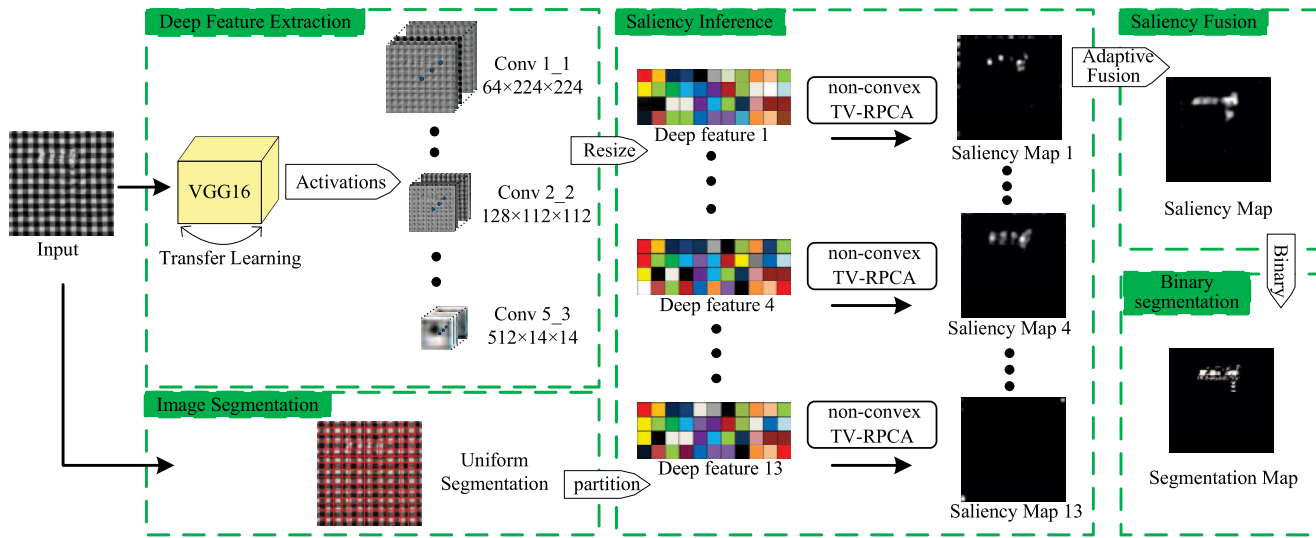 Deep Feature Extraction
Conv 1_1
64×224×224
VGG16
Activations
Conv 2_2
128×112×112
Input
Transfer Learning
Conv 5_3
512×14×14
Image Segmentation
Uniform
Segmentation
Resize
partition
Saliency Inference
Deep feature 1
non-convex
TV-RPCA
Saliency Map 1
Deep feature 4
non-convex
TV-RPCA
Saliency Map 4
Deep feature 13
non-convex
TV-RPCA
Saliency Map 13
Adaptive
Fusion
Saliency Fusion
Saliency Map
Binary
Binary
segmentation
Segmentation Map